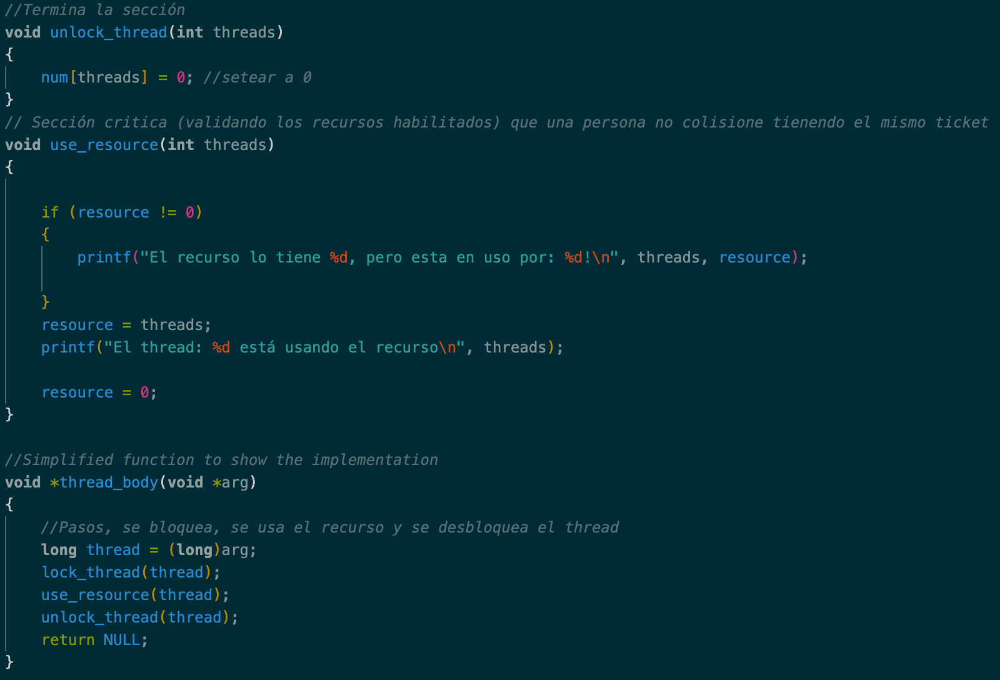 //Termina la sección
void unlock_thread(int threads)
{
    num[threads] = 0; //setear a 0
}
// Sección critica (validando los recursos habilitados) que una persona no colisione tienendo el mismo ticket
void use_resource(int threads)
{
    if (resource != 0)
    {
        printf("El recurso lo tiene %d, pero esta en uso por: %d!\n", threads, resource);
    }
    resource = threads;
    printf("El thread: %d está usando el recurso\n", threads);
    resource = 0;
}
//Simplified function to show the implementation
void *thread_body(void *arg)
{
    //Pasos, se bloquea, se usa el recurso y se desbloquea el thread
    long thread = (long)arg;
    lock_thread(thread);
    use_resource(thread);
    unlock_thread(thread);
    return NULL;
}